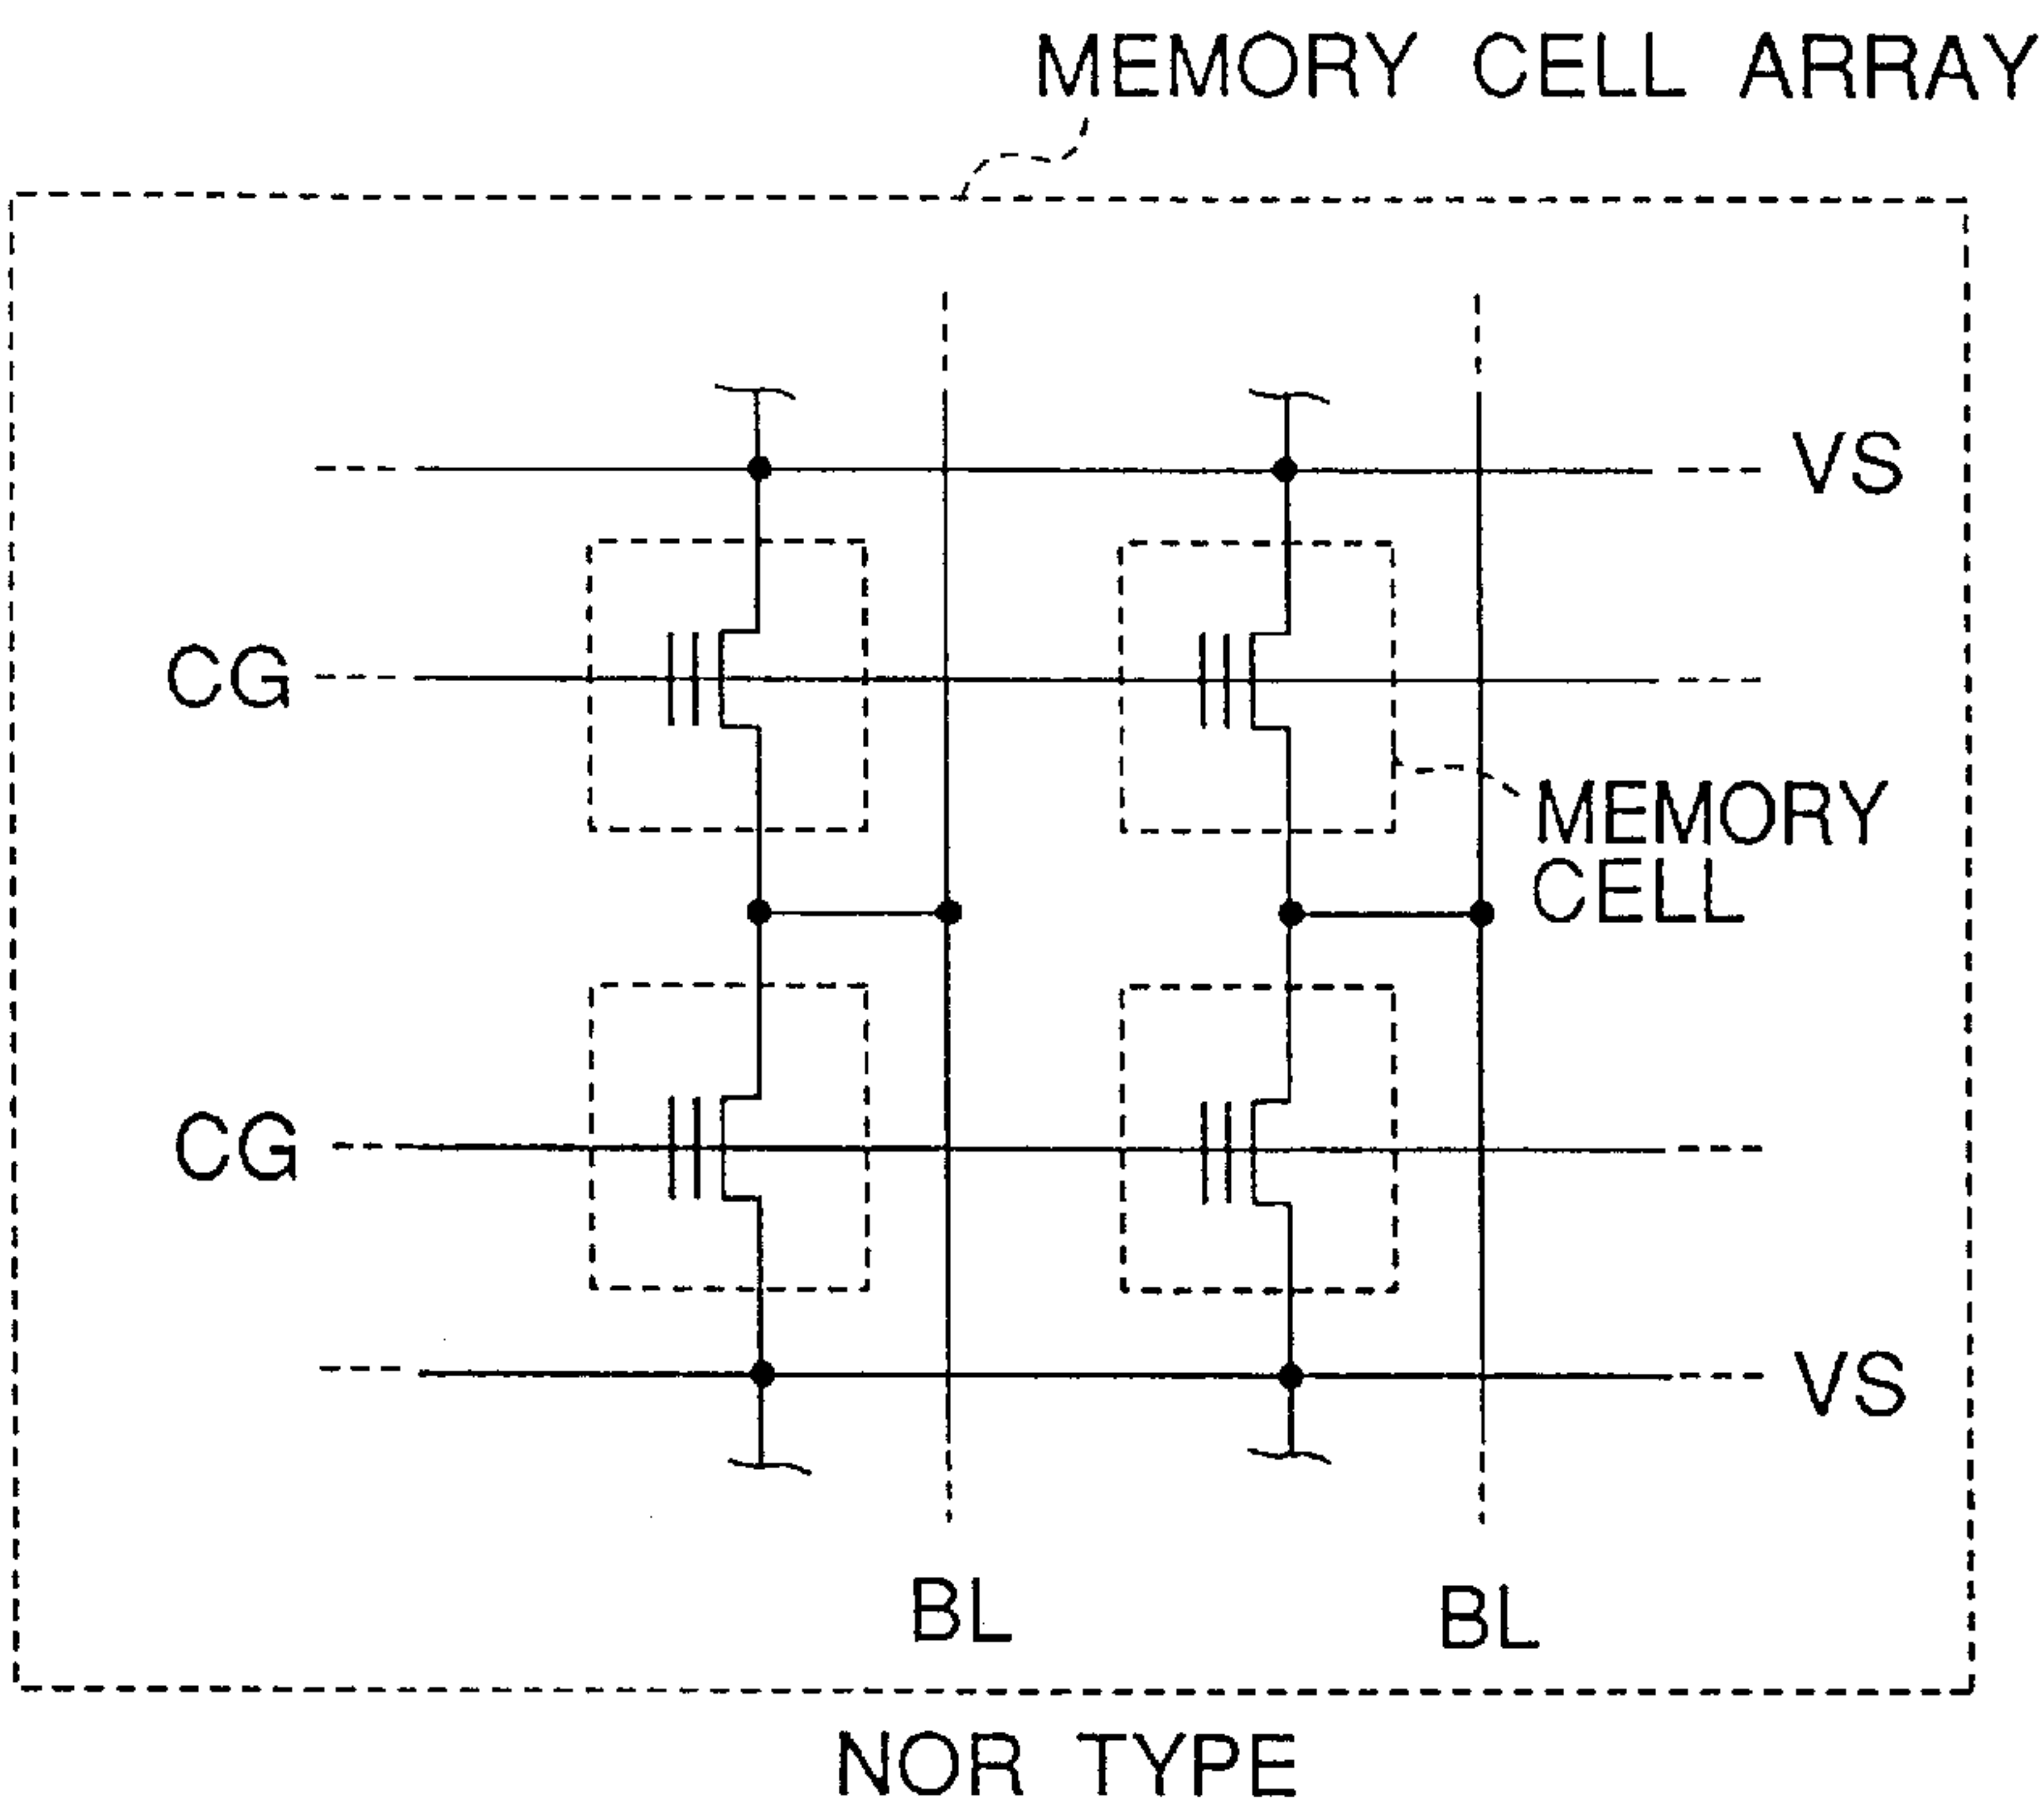 MEMORY CELL ARRAY
VS
CG
MEMORY
CELL
CG
VS
BL
BL
NOR TYPE